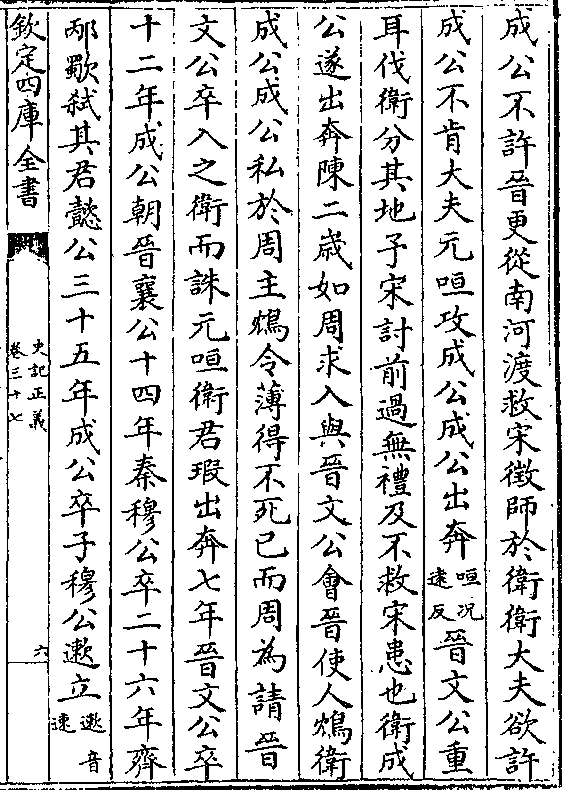 成公不許晉更從南河渡救宋徴師於衛衛大夫欲許
成公不肯大夫元咺攻成公成公出奔咺况逺反晉文公重
耳伐衛分其地予宋討前過無禮及不救宋患也衛成
公遂出奔陳二歳如周求入與晉文公會晉使人鴆衛
成公成公私於周主鴆令薄得不死已而周為請晉
文公卒入之衛而誅元咺衛君瑕出奔七年晉文公卒
十二年成公朝晉襄公十四年秦穆公卒二十六年齊
邴歜弑其君懿公三十五年成公卒子穆公遬立遬音速
欽定四庫全書
史記正義
卷三十七
六